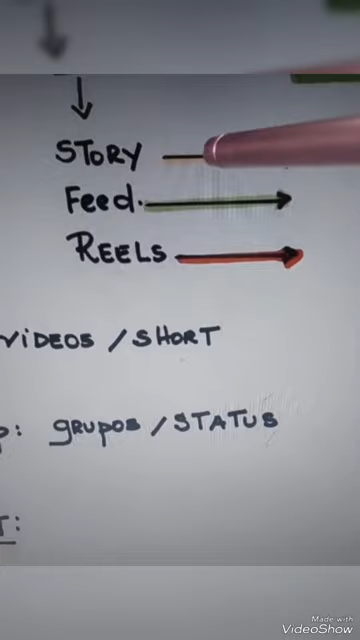 STORY
Feed.
REELS
VIDEOS / SHORT
P: GRUPOS / STATUS
T:
Made with
VideoShow